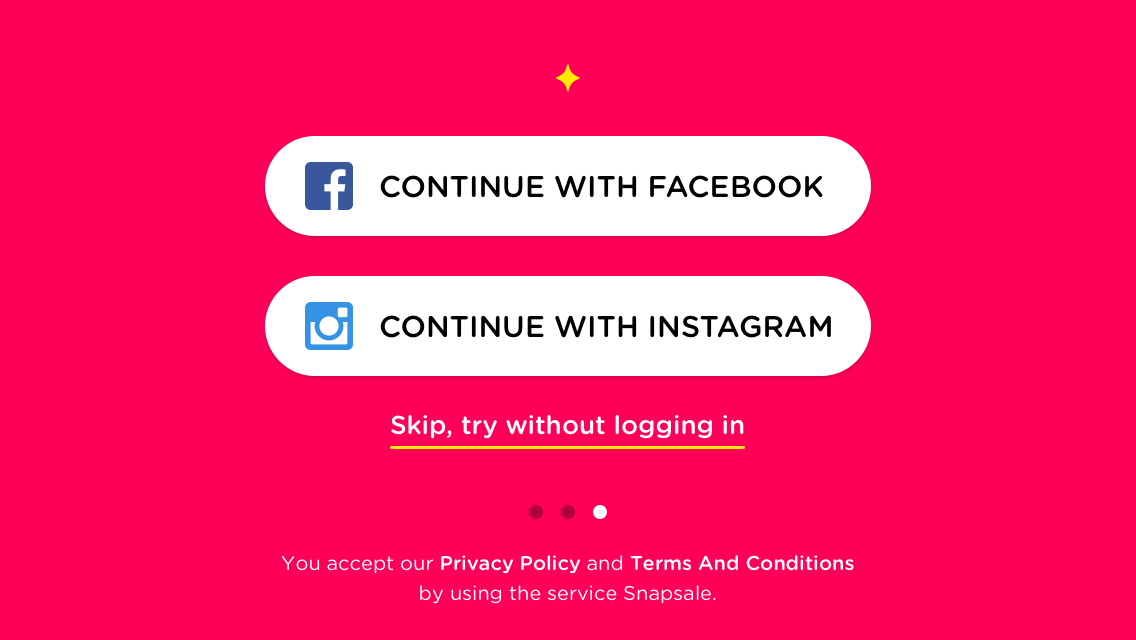 CONTINUE WITH FACEBOOK
CONTINUE WITH INSTAGRAM
Skip, try without logging in
You accept our Privacy Policy and Terms And Conditions
by using the service Snapsale.